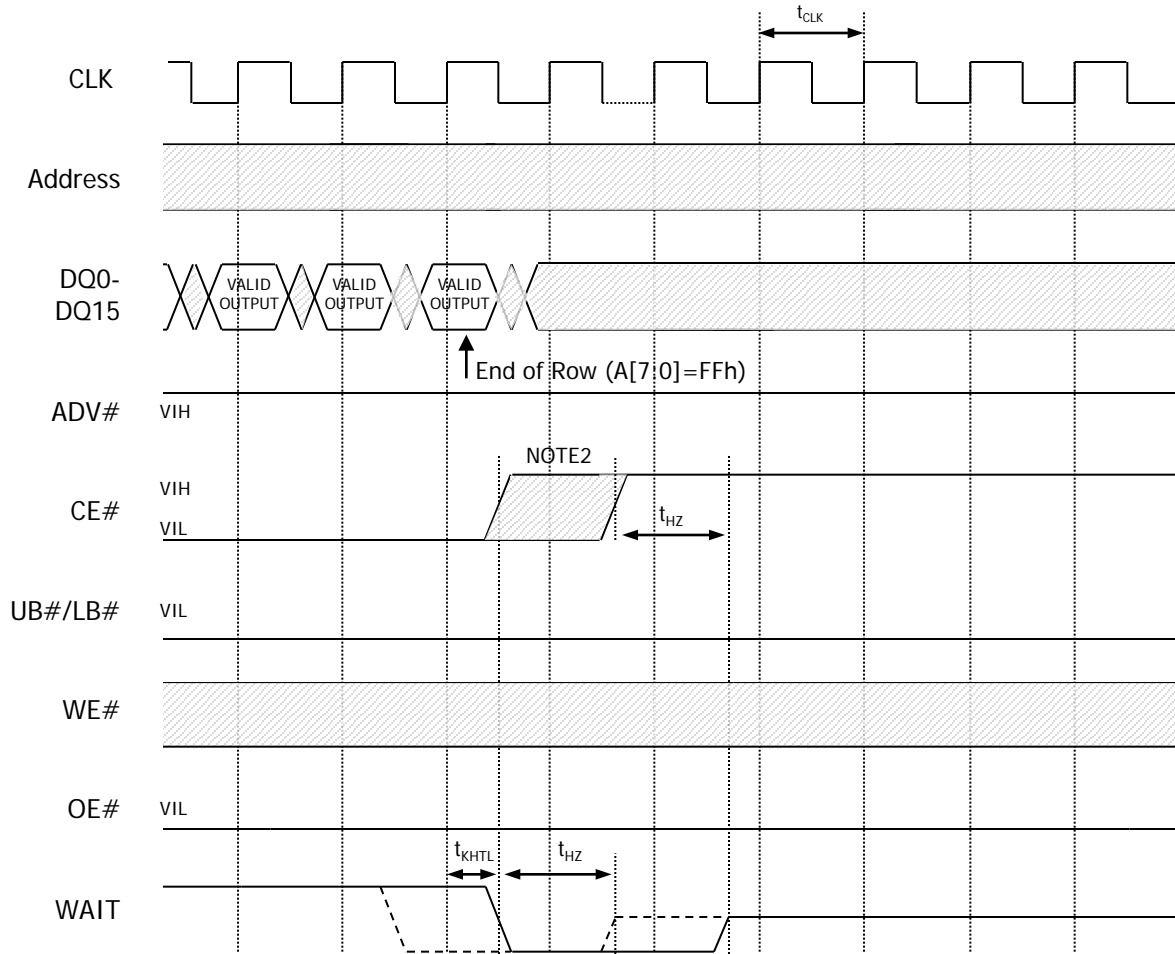 tCLK
CLK
Address
DQ0-
DQ15
VALID
OUTPUT
VALID
OUTPUT
VALID
OUTPUT
End of Row (A[7:0]=FFh)
ADV#
VIH
NOTE2
CE#
VIH
VIL
tHZ
UB#/LB#
VIL
WE#
OE#
VIL
tKHTL
tHZ
WAIT